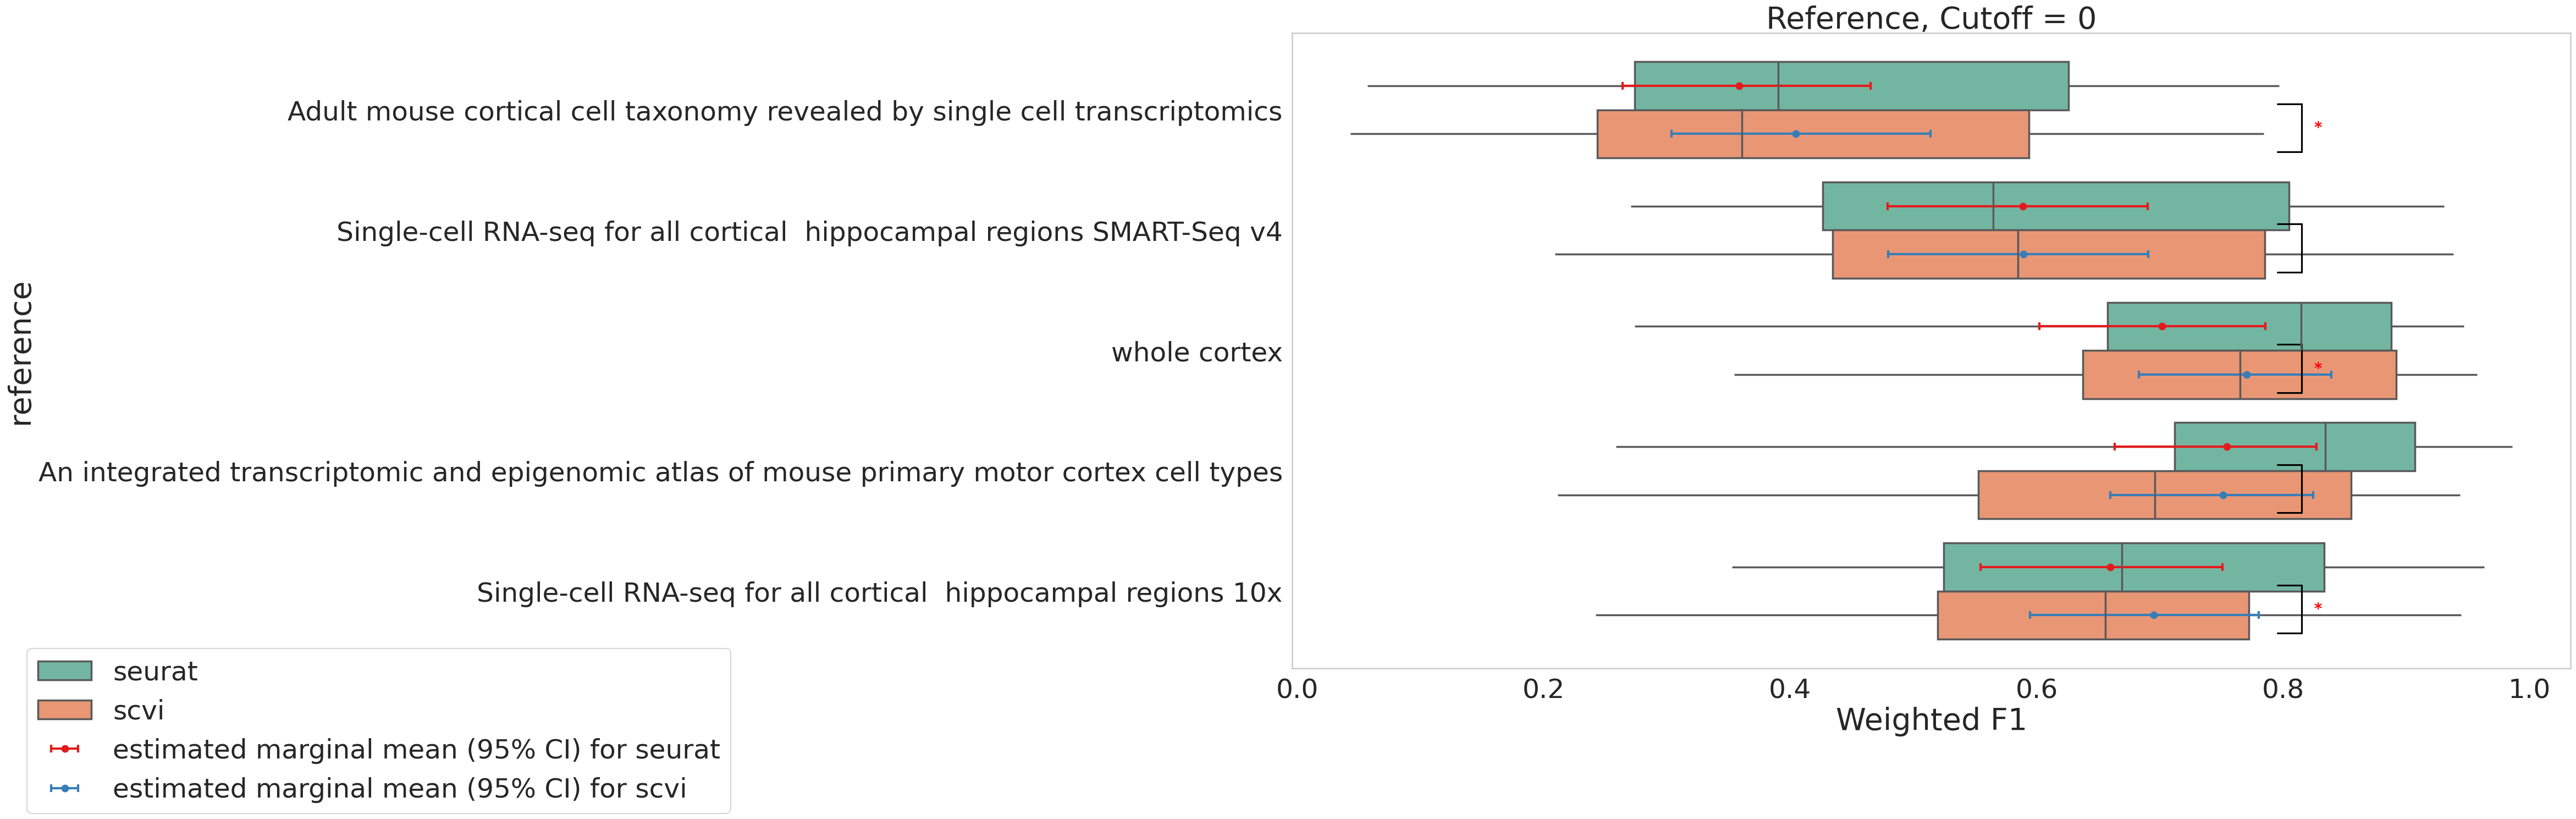 Reference, Cutoff = 0
Adult mouse cortical cell taxonomy revealed by single cell transcriptomics
*
Single-cell RNA-seq for all cortical  hippocampal regions SMART-Seq v4
reference
whole cortex
*
An integrated transcriptomic and epigenomic atlas of mouse primary motor cortex cell types
Single-cell RNA-seq for all cortical  hippocampal regions 10x
*
0.0 0.2 0.4 0.6 0.8 1.0
Weighted F1
seurat
scvi
estimated marginal mean (95% CI) for seurat
estimated marginal mean (95% CI) for scvi